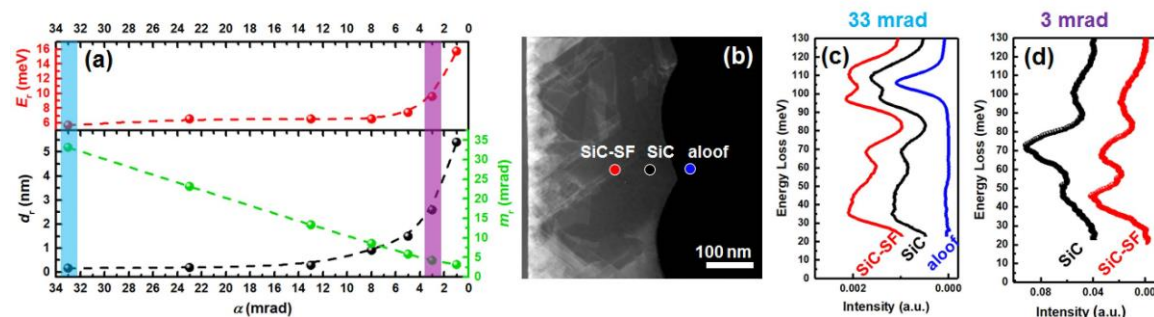 33 mrad
3 mrad
34 32 30 28 26 24 22 20 18 16 14 12 10 8 6 4 2 0
(a)
16
14
12
10
8
6
E_r (meV)
5
4
3
2
1
0
d_r (nm)
35
30
25
20
15
10
5
0
m_r (mrad)
34 32 30 28 26 24 22 20 18 16 14 12 10 8 6 4 2 0
α (mrad)
(b)
SiC-SF
SiC
aloof
100 nm
(c)
130
120
110
100
90
80
70
60
50
40
30
20
10
0
Energy Loss (meV)
SiC-SF
SiC
aloof
0.002
0.000
Intensity (a.u.)
(d)
130
120
110
100
90
80
70
60
50
40
30
20
10
0
Energy Loss (meV)
SiC
SiC-SF
0.08
0.04
0.00
Intensity (a.u.)